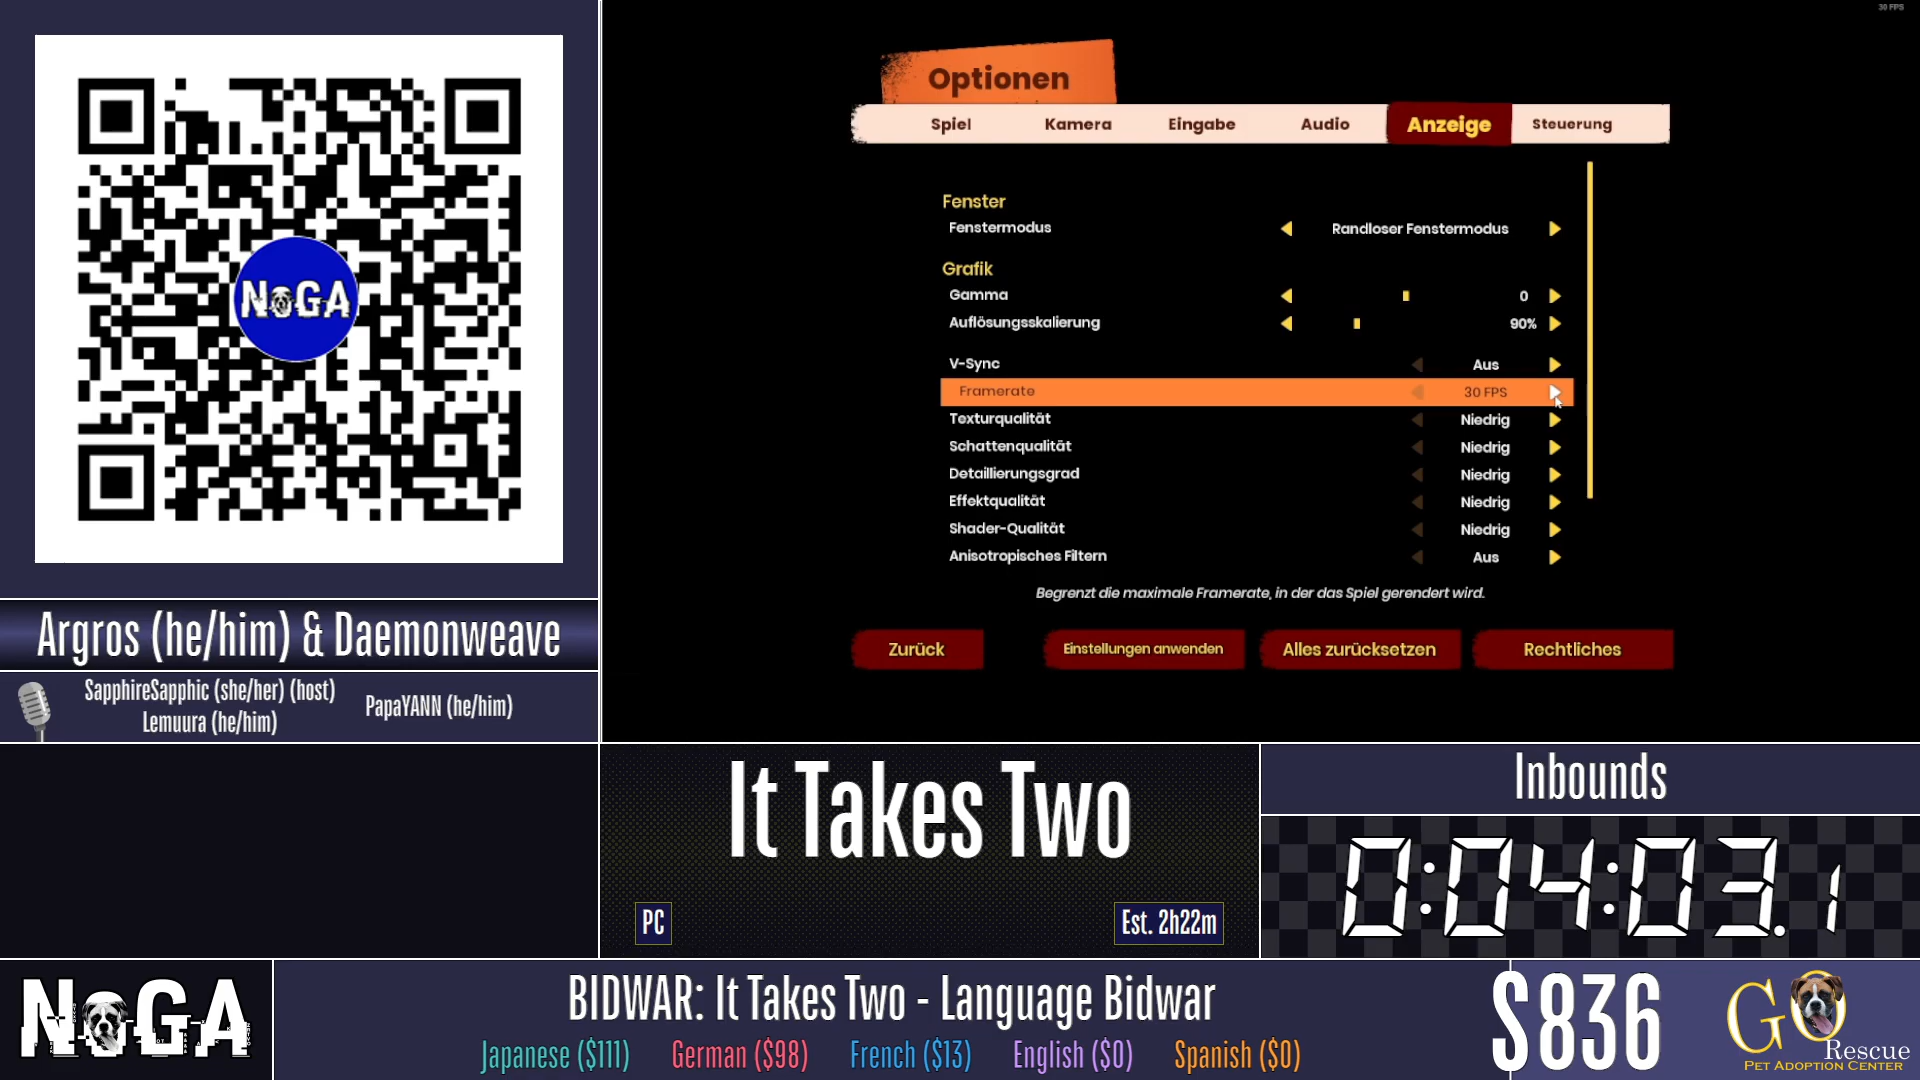 30 FPS
Optionen
Spiel Kamera Eingabe Audio Anzeige Steuerung
Fenster
Fenstermodus Randloser Fenstermodus
Grafik
Gamma 0
Auflösungsskalierung 90%
V-Sync Aus
Framerate 30 FPS
Texturqualität Niedrig
Schattenqualität Niedrig
Detaillierungsgrad Niedrig
Effektqualität Niedrig
Shader-Qualität Niedrig
Anisotropisches Filtern Aus
Begrenzt die maximale Framerate, in der das Spiel gerendert wird.
Zurück Einstellungen anwenden Alles zurücksetzen Rechtliches
NOGA
Argros (he/him) & Daemonweave
SapphireSapphic (she/her) (host)
Lemuura (he/him)
PapaYANN (he/him)
It Takes Two
PC
Est. 2h22m
Inbounds
0:04:03.1
NOGA
BIDWAR: It Takes Two - Language Bidwar
Japanese ($111) German ($98) French ($13) English ($0) Spanish ($0)
$836
GO
Rescue
PET ADOPTION CENTER